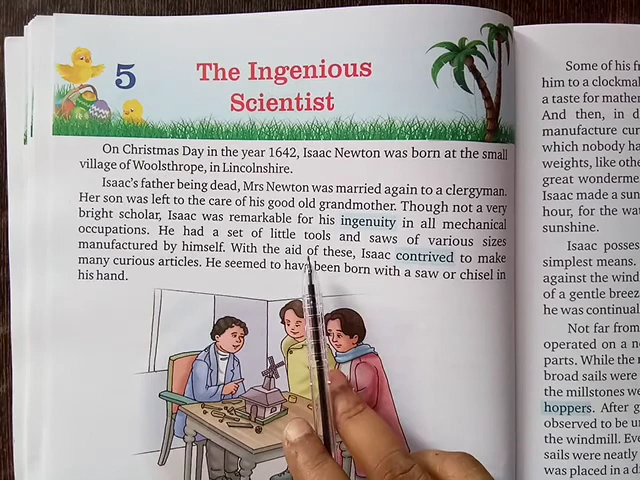 5
The Ingenious
Scientist
On Christmas Day in the year 1642, Isaac Newton was born at the small
village of Woolsthrope, in Lincolnshire.
Isaac's father being dead, Mrs Newton was married again to a clergyman.
Her son was left to the care of his good old grandmother. Though not a very
bright scholar, Isaac was remarkable for his ingenuity in all mechanical
occupations. He had a set of little tools and saws of various sizes
manufactured by himself. With the aid of these, Isaac contrived to make
many curious articles. He seemed to have been born with a saw or chisel in
his hand.
Some of his
him to a clockma
a taste for mather
And then, in d
manufacture cu
which nobody ha
weights, like othe
great wonderme
Isaac made a sun
hour, for the wa
sunshine.
Isaac posses
simplest means.
against the wind
of a gentle breez
he was continual
Not far from
operated on a n
parts. While the
broad sails were
the millstones we
hoppers. After g
observed to be u
the windmill. Eve
sails were neatly
was placed in a d